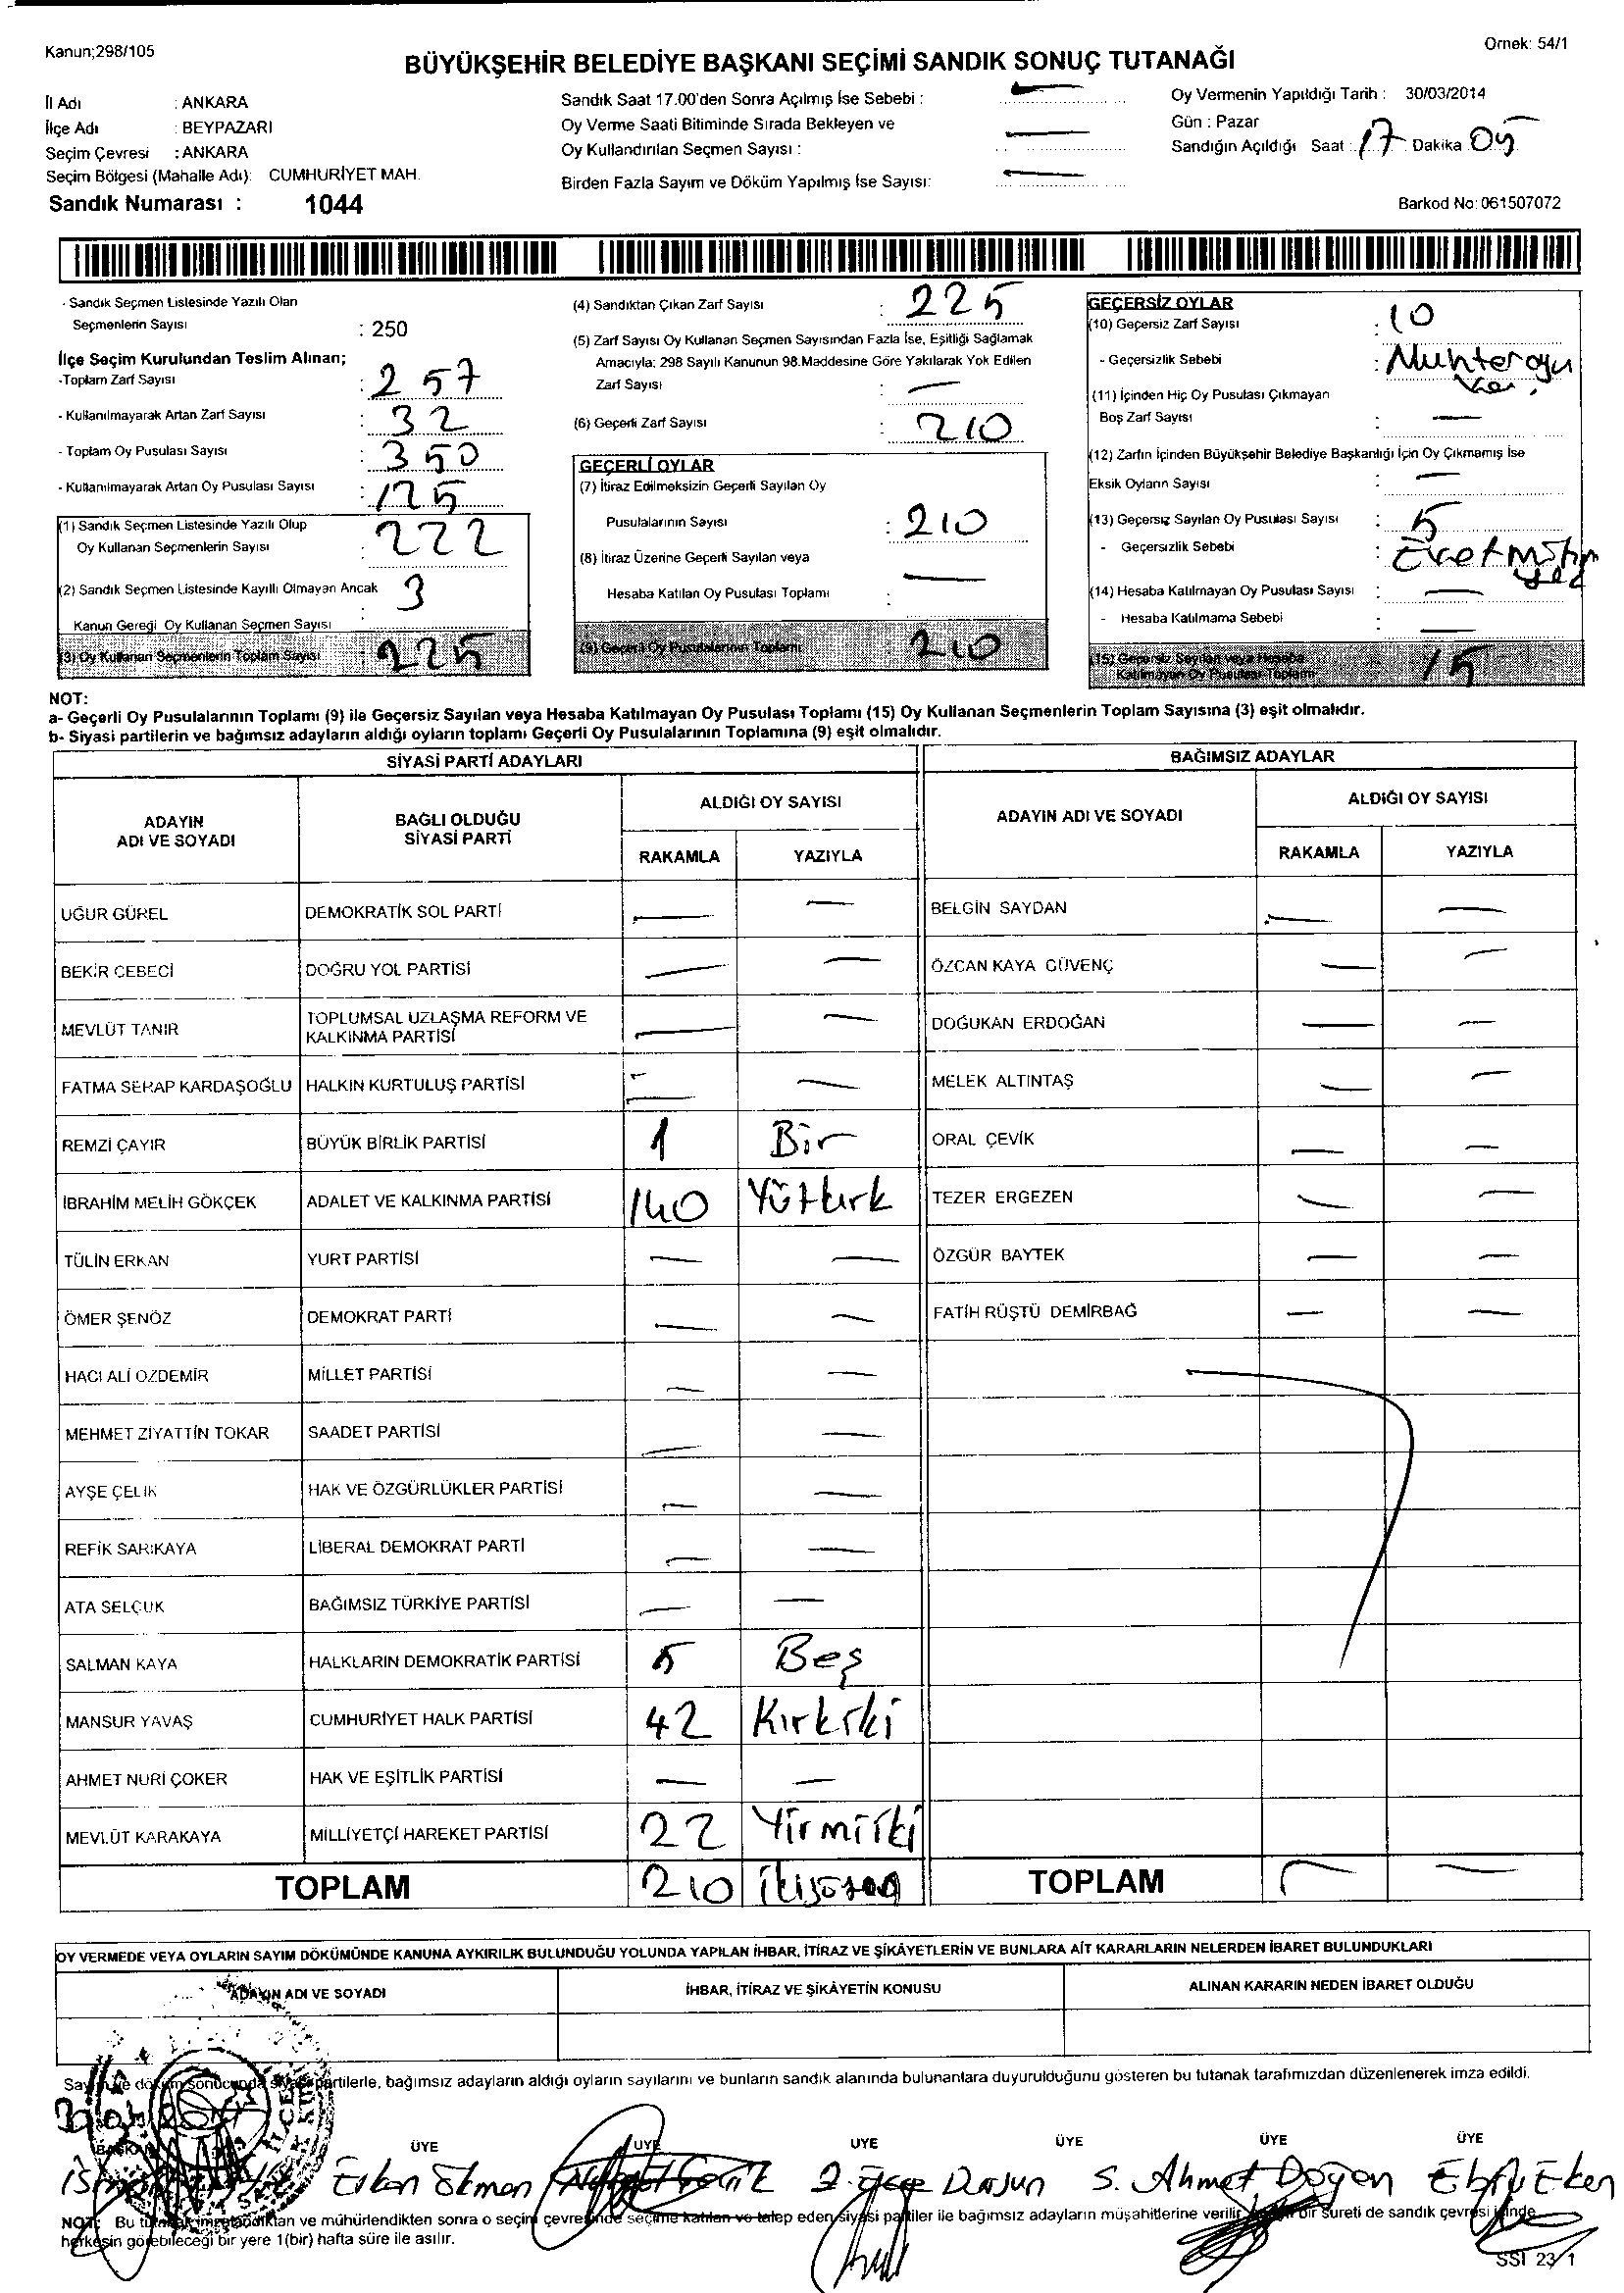 Kanun;298/105
Ornek: 54/1
BÜYÜKŞEHİR BELEDİYE BAŞKANI SEÇİMİ SANDIK SONUÇ TUTANAĞI
İl Adı : ANKARA
İlçe Adı : BEYPAZARI
Seçim Çevresi : ANKARA
Seçim Bölgesi (Mahalle Adı): CUMHURİYET MAH.
Sandık Numarası : 1044
Sandık Saat 17.00'den Sonra Açılmış İse Sebebi : —
Oy Verme Saati Bitiminde Sırada Bekleyen ve
Oy Kullandırılan Seçmen Sayısı : —
Birden Fazla Sayım ve Döküm Yapılmış İse Sayısı: —
Oy Vermenin Yapıldığı Tarih : 30/03/2014
Gün : Pazar
Sandığın Açıldığı Saat : 17 Dakika 05
Barkod No: 061507072
- Sandık Seçmen Listesinde Yazılı Olan
Seçmenlerin Sayısı : 250
İlçe Seçim Kurulundan Teslim Alınan;
-Toplam Zarf Sayısı : 257
- Kullanılmayarak Artan Zarf Sayısı : 32
- Toplam Oy Pusulası Sayısı : 350
- Kullanılmayarak Artan Oy Pusulası Sayısı : 125
(1) Sandık Seçmen Listesinde Yazılı Olup
Oy Kullanan Seçmenlerin Sayısı : 222
(2) Sandık Seçmen Listesinde Kayıllı Olmayan Ancak
Kanun Geregi Oy Kullanan Seçmen Sayısı : 3
(3) Oy Kullanan Seçmenlerin Toplam Sayısı 225
(4) Sandıktan Çıkan Zarf Sayısı : 225
(5) Zarf Sayısı Oy Kullanan Seçmen Sayısından Fazla İse, Eşitliği Sağlamak
Amacıyla; 298 Sayılı Kanunun 98.Maddesine Göre Yakılarak Yok Edilen
Zarf Sayısı : —
(6) Geçerli Zarf Sayısı : 210
GEÇERLİ OYLAR
(7) İtiraz Edilmeksizin Geçerli Sayılan Oy
Pusulalarının Sayısı : 210
(8) İtiraz Üzerine Geçerli Sayılan veya
Hesaba Katılan Oy Pusulası Toplamı : —
(9) Geçerli Oy Pusulalarının Toplamı 210
GEÇERSİZ OYLAR
(10) Geçersiz Zarf Sayısı : 10
- Geçersizlik Sebebi :
(11) İçinden Hiç Oy Pusulası Çıkmayan
Boş Zarf Sayısı : —
(12) Zarfın İçinden Büyükşehir Belediye Başkanlığı İçin Oy Çıkmamış İse
Eksik Oyların Sayısı : —
(13) Geçersiz Sayılan Oy Pusulası Sayısı : 5
- Geçersizlik Sebebi :
(14) Hesaba Katılmayan Oy Pusulası Sayısı : —
- Hesaba Katılmama Sebebi : —
(15) Geçersiz Sayılan veya Hesaba
Katılmayan Oy Pusulası Toplamı 15
NOT:
a- Geçerli Oy Pusulalarının Toplamı (9) ile Geçersiz Sayılan veya Hesaba Katılmayan Oy Pusulası Toplamı (15) Oy Kullanan Seçmenlerin Toplam Sayısına (3) eşit olmalıdır.
b- Siyasi partilerin ve bağımsız adayların aldığı oyların toplamı Geçerli Oy Pusulalarının Toplamına (9) eşit olmalıdır.
SİYASİ PARTİ ADAYLARI
ADAYIN ADI VE SOYADI BAĞLI OLDUĞU SİYASİ PARTİ ALDIĞI OY SAYISI
RAKAMLA YAZIYLA
UĞUR GÜREL DEMOKRATİK SOL PARTİ — —
BEKİR CEBECİ DOĞRU YOL PARTİSİ — —
MEVLÜT TANIR TOPLUMSAL UZLAŞMA REFORM VE KALKINMA PARTİSİ — —
FATMA SERAP KARDAŞOĞLU HALKIN KURTULUŞ PARTİSİ — —
REMZİ ÇAYIR BÜYÜK BİRLİK PARTİSİ 1 Bir
İBRAHİM MELİH GÖKÇEK ADALET VE KALKINMA PARTİSİ 140 Yützkırk
TÜLİN ERKAN YURT PARTİSİ — —
ÖMER ŞENÖZ DEMOKRAT PARTİ — —
HACI ALİ ÖZDEMİR MİLLET PARTİSİ — —
MEHMET ZİYATTİN TOKAR SAADET PARTİSİ — —
AYŞE ÇELİK HAK VE ÖZGÜRLÜKLER PARTİSİ — —
REFİK SARIKAYA LİBERAL DEMOKRAT PARTİ — —
ATA SELÇUK BAĞIMSIZ TÜRKİYE PARTİSİ — —
SALMAN KAYA HALKLARIN DEMOKRATİK PARTİSİ 5 Beş
MANSUR YAVAŞ CUMHURİYET HALK PARTİSİ 42 Kırkiki
AHMET NURİ ÇOKER HAK VE EŞİTLİK PARTİSİ — —
MEVLÜT KARAKAYA MİLLİYETÇİ HAREKET PARTİSİ 22 Yirmiiki
TOPLAM 210 İkiyüzon
BAĞIMSIZ ADAYLAR
ADAYIN ADI VE SOYADI ALDIĞI OY SAYISI
RAKAMLA YAZIYLA
BELGİN SAYDAN — —
ÖZCAN KAYA GÜVENÇ — —
DOĞUKAN ERDOĞAN — —
MELEK ALTINTAŞ — —
ORAL ÇEVİK — —
TEZER ERGEZEN — —
ÖZGÜR BAYTEK — —
FATİH RÜŞTÜ DEMİRBAĞ — —
TOPLAM — —
OY VERMEDE VEYA OYLARIN SAYIM DÖKÜMÜNDE KANUNA AYKIRILIK BULUNDUĞU YOLUNDA YAPILAN İHBAR, İTİRAZ VE ŞİKÂYETLERİN VE BUNLARA AİT KARARLARIN NELERDEN İBARET BULUNDUKLARI
ADAYIN ADI VE SOYADI İHBAR, İTİRAZ VE ŞİKÂYETİN KONUSU ALINAN KARARIN NEDEN İBARET OLDUĞU
Sayım ve döküm sonucunda siyasi partilerle, bağımsız adayların aldığı oyların sayılarını ve bunların sandık alanında bulunanlara duyurulduğunu gösteren bu tutanak tarafımızdan düzenlenerek imza edildi.
BAŞKAN ÜYE ÜYE ÜYE ÜYE ÜYE ÜYE
Erkan Ökmen Dursun S. Ahmet Doğan
NOT: Bu tutanak imzalandıktan ve mühürlendikten sonra o seçim çevresinde seçime katılan ve talep eden siyasi partiler ile bağımsız adayların müşahitlerine verilir, bir sureti de sandık çevresi içinde
herkesin görebileceği bir yere 1(bir) hafta süre ile asılır.
SSİ 23/1